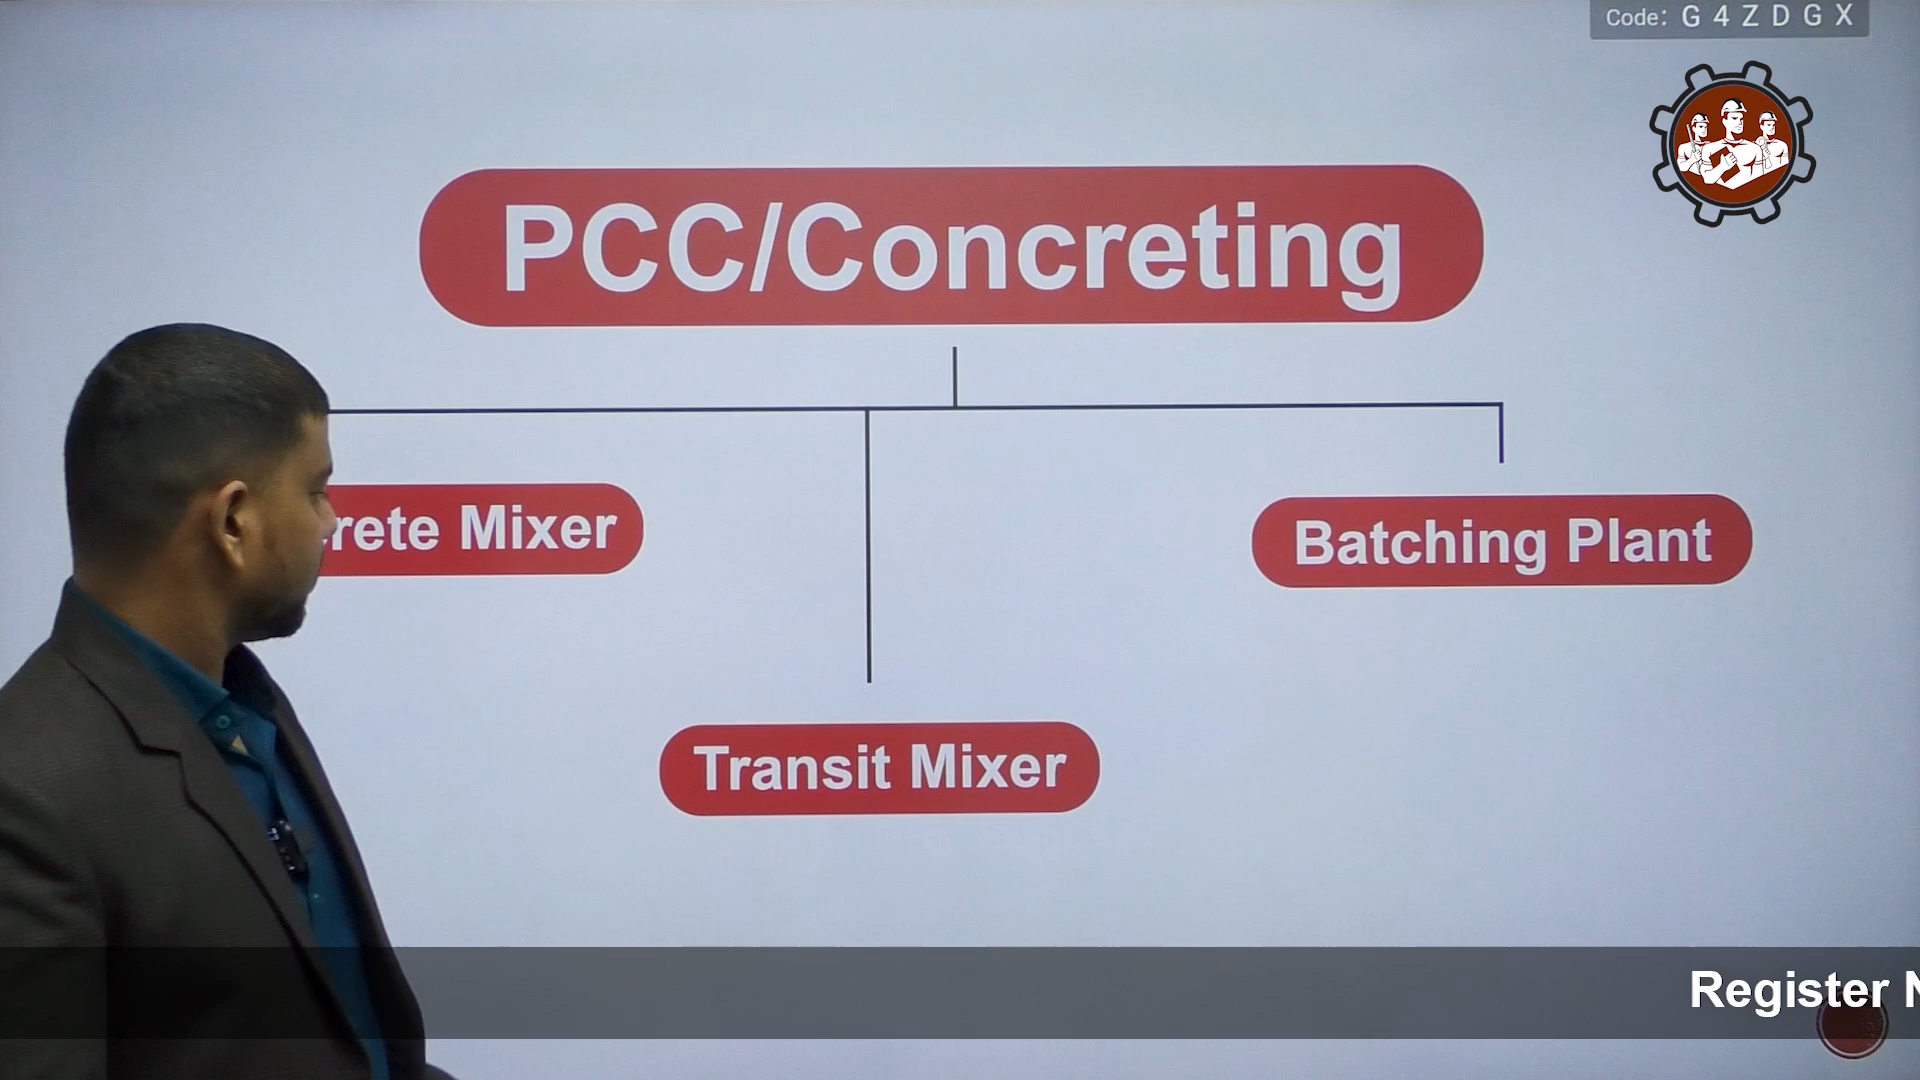 Code: G 4 Z D G X
PCC/Concreting
rete Mixer
Batching Plant
Transit Mixer
Register